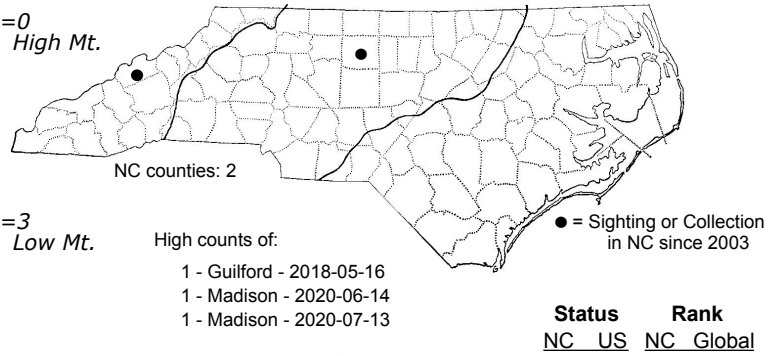 =0
High Mt.
NC counties: 2
=3
Low Mt.
High counts of:
1 - Guilford - 2018-05-16
1 - Madison - 2020-06-14
1 - Madison - 2020-07-13
● = Sighting or Collection
in NC since 2003
Status Rank
NC US NC Global